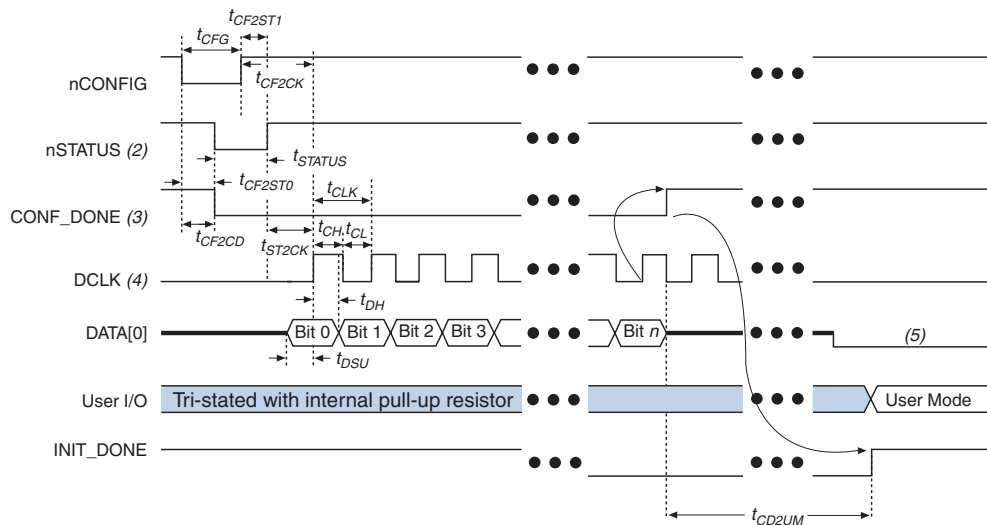 tCF2ST1
tCFG
nCONFIG
tCF2CK
nSTATUS (2)
tSTATUS
tCF2ST0
tCLK
CONF_DONE (3)
tCF2CD
tST2CK
tCH
tCL
DCLK (4)
tDH
DATA[0]
Bit 0
Bit 1
Bit 2
Bit 3
Bit n
(5)
tDSU
User I/O
Tri-stated with internal pull-up resistor
User Mode
INIT_DONE
tCD2UM